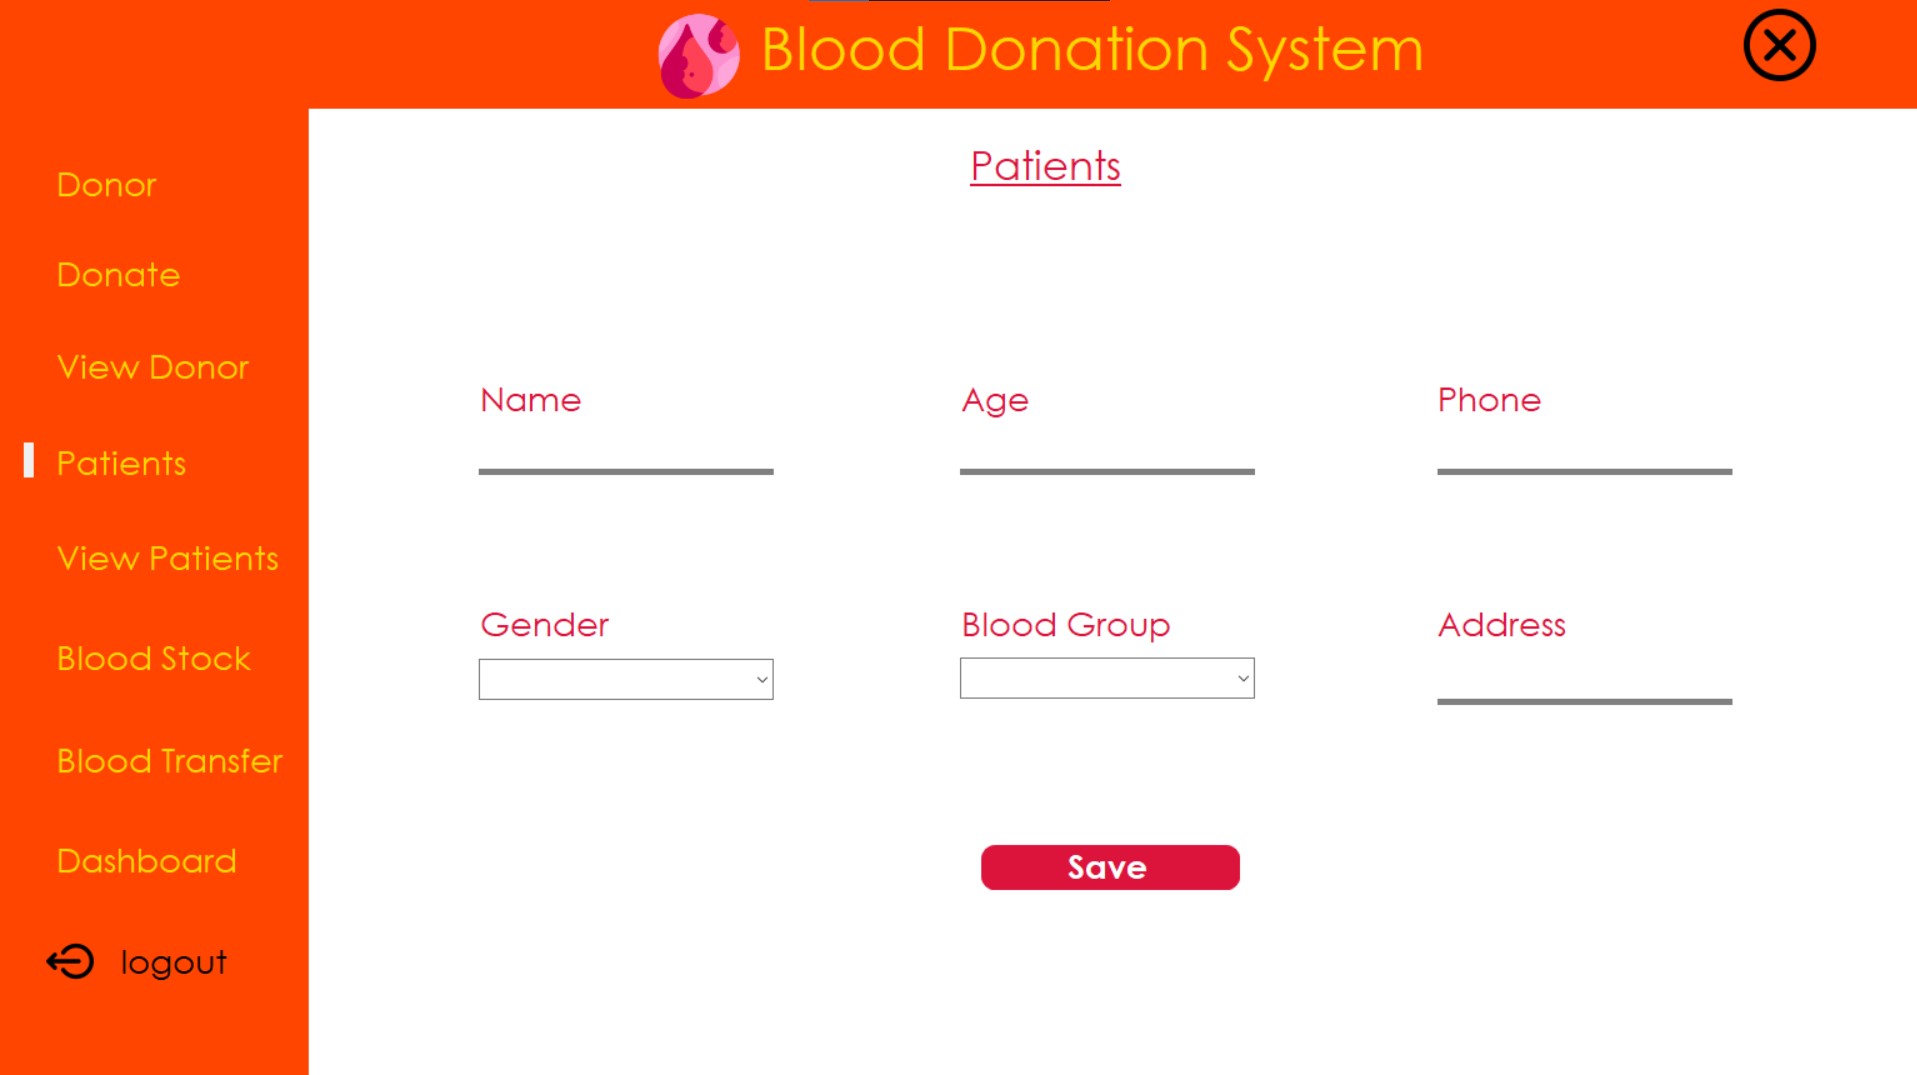 Blood Donation System
Donor
Donate
View Donor
Patients
View Patients
Blood Stock
Blood Transfer
Dashboard
logout
Patients
Name
Age
Phone
Gender
Blood Group
Address
Save